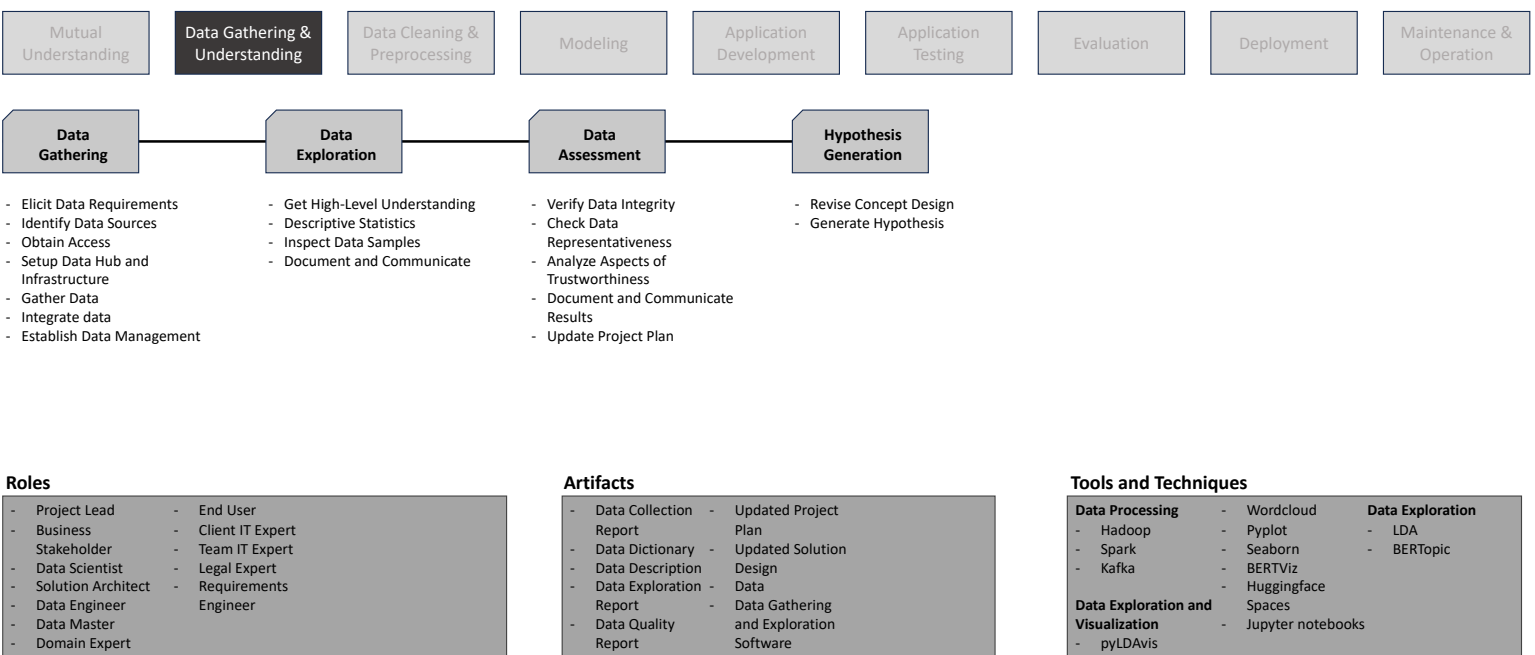 Mutual
Understanding
Data Gathering &
Understanding
Data Cleaning &
Preprocessing
Modeling
Application
Development
Application
Testing
Evaluation
Deployment
Maintenance &
Operation
Data
Gathering
Data
Exploration
Data
Assessment
Hypothesis
Generation
- Elicit Data Requirements
- Identify Data Sources
- Obtain Access
- Setup Data Hub and
Infrastructure
- Gather Data
- Integrate data
- Establish Data Management
- Get High-Level Understanding
- Descriptive Statistics
- Inspect Data Samples
- Document and Communicate
- Verify Data Integrity
- Check Data
Representativeness
- Analyze Aspects of
Trustworthiness
- Document and Communicate
Results
- Update Project Plan
- Revise Concept Design
- Generate Hypothesis
Roles
- Project Lead
- Business
Stakeholder
- Data Scientist
- Solution Architect
- Data Engineer
- Data Master
- Domain Expert
- End User
- Client IT Expert
- Team IT Expert
- Legal Expert
- Requirements
Engineer
Artifacts
- Data Collection
Report
- Data Dictionary
- Data Description
- Data Exploration
Report
- Data Quality
Report
- Updated Project
Plan
- Updated Solution
Design
- Data
- Data Gathering
and Exploration
Software
Tools and Techniques
Data Processing
- Hadoop
- Spark
- Kafka
Data Exploration and
Visualization
- pyLDAvis
- Wordcloud
- Pyplot
- Seaborn
- BERTViz
- Huggingface
Spaces
- Jupyter notebooks
Data Exploration
- LDA
- BERTopic